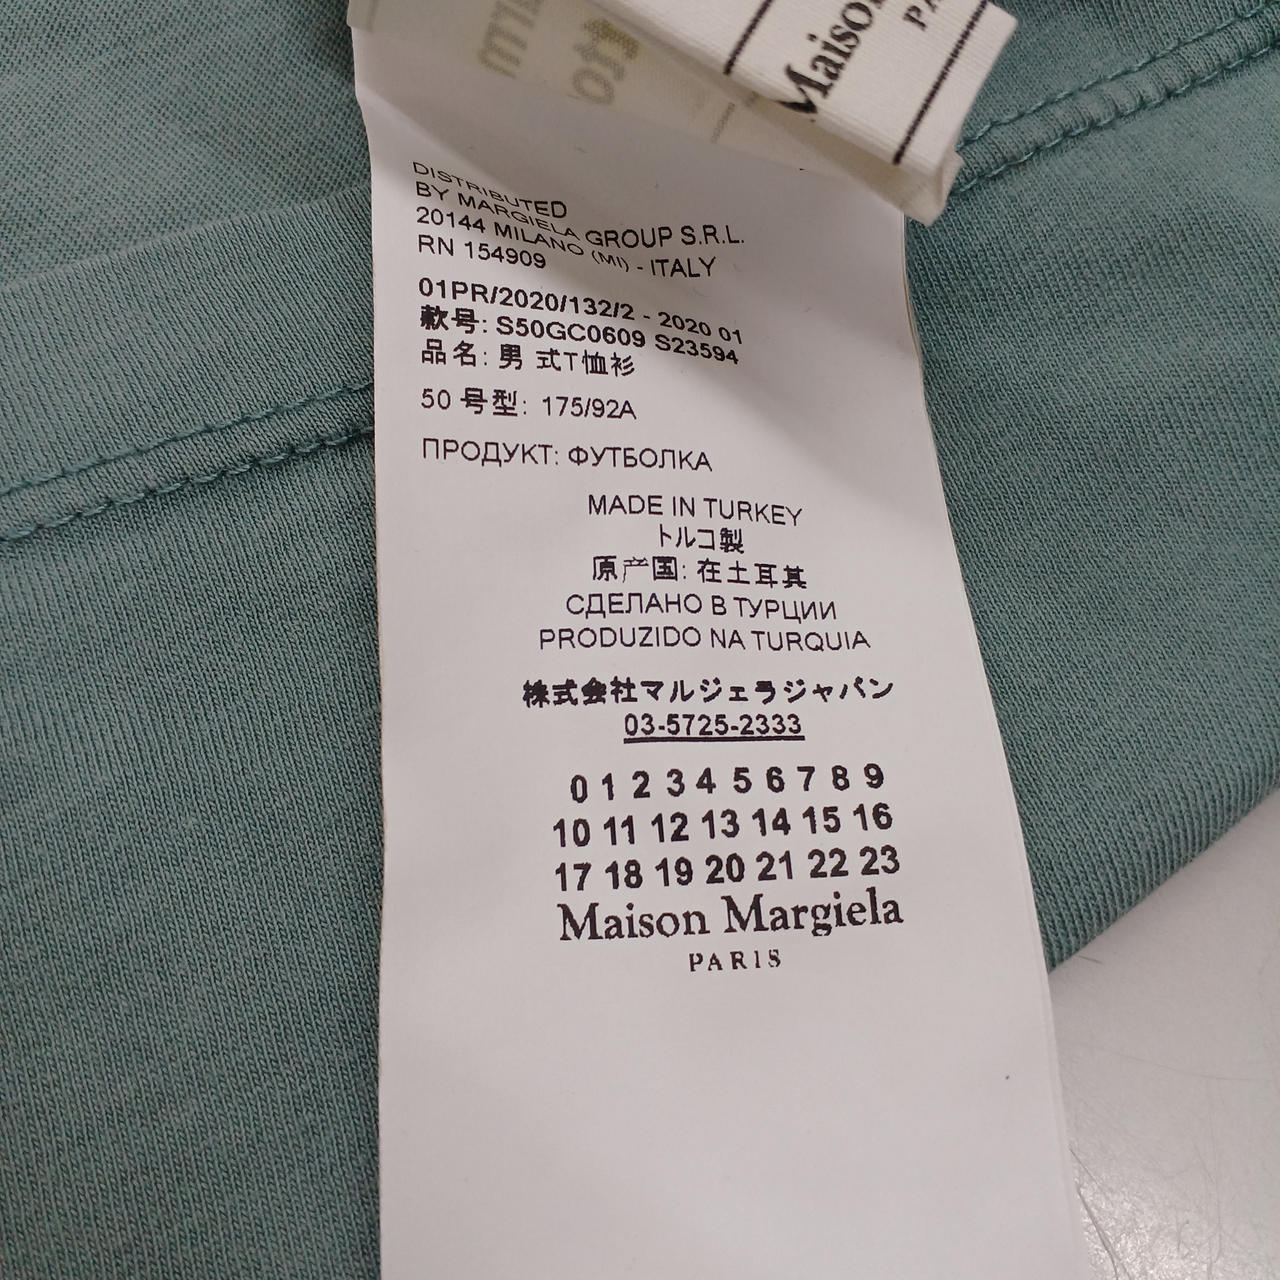 Maison
PA
DISTRIBUTED
BY MARGIELA GROUP S.R.L.
20144 MILANO (MI) - ITALY
RN 154909
01PR/2020/132/2 - 2020 01
款号: S50GC0609 S23594
品名: 男 式T恤衫
50 号型: 175/92A
ПРОДУКТ: ФУТБОЛКА
MADE IN TURKEY
トルコ製
原产国: 在土耳其
СДЕЛАНО В ТУРЦИИ
PRODUZIDO NA TURQUIA
株式会社マルジェラジャパン
03-5725-2333
0 1 2 3 4 5 6 7 8 9
10 11 12 13 14 15 16
17 18 19 20 21 22 23
Maison Margiela
PARIS